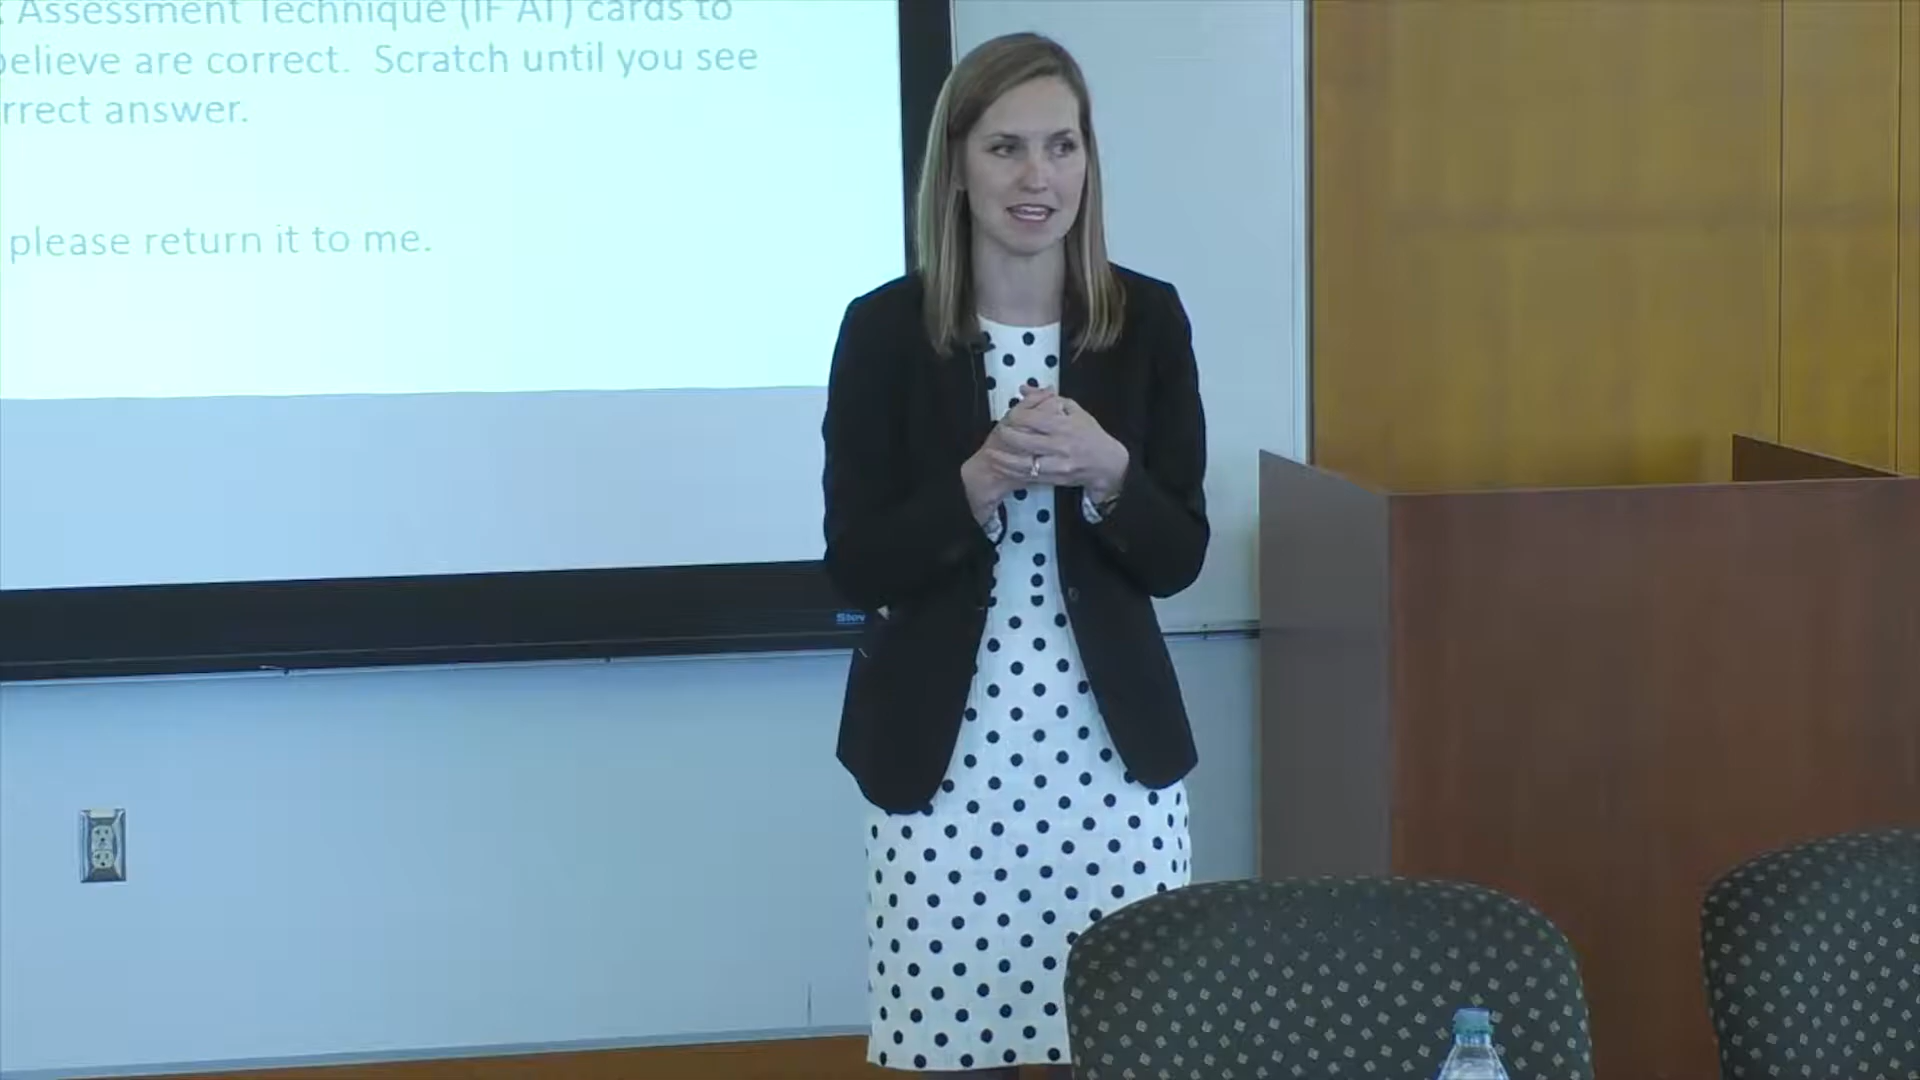 Assessment Technique (IF AT) cards to
believe are correct. Scratch until you see
rrect answer.
please return it to me.